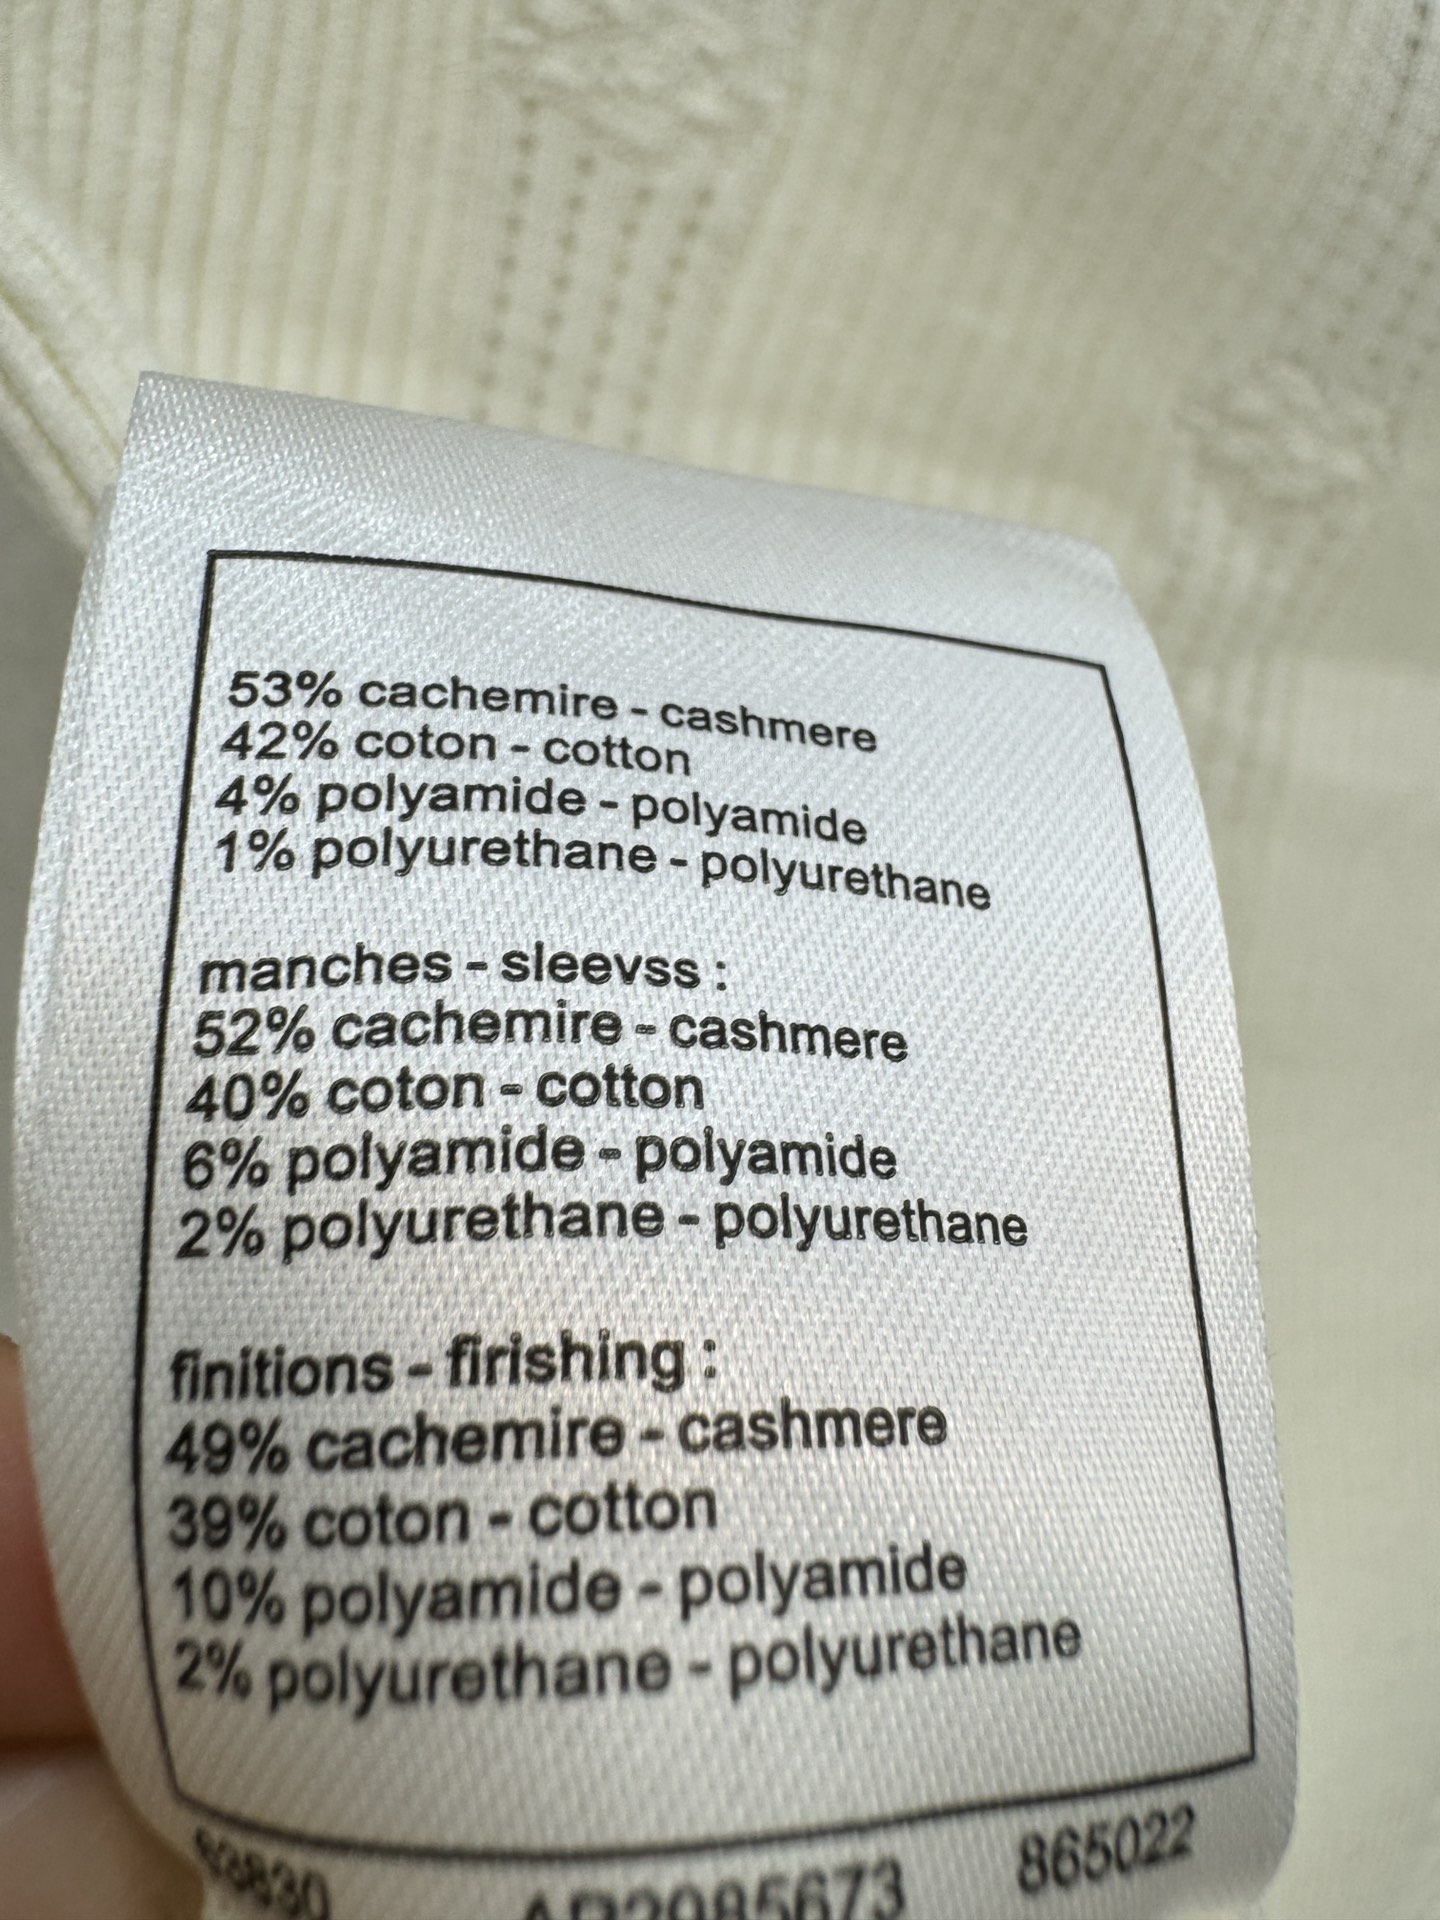 53% cachemire - cashmere
42% coton - cotton
4% polyamide - polyamide
1% polyurethane - polyurethane
manches - sleevss :
52% cachemire - cashmere
40% coton - cotton
6% polyamide - polyamide
2% polyurethane - polyurethane
finitions - firishing :
49% cachemire - cashmere
39% coton - cotton
10% polyamide - polyamide
2% polyurethane - polyurethane
865022